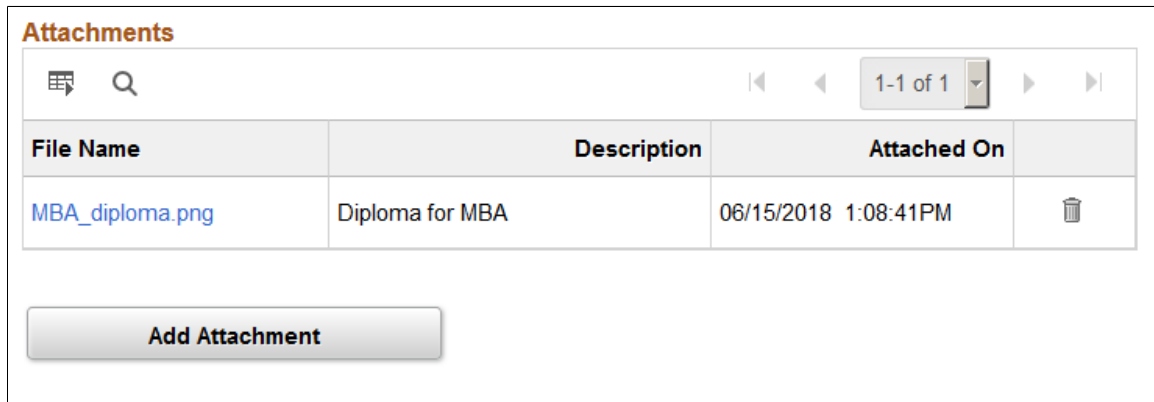 Attachments
1-1 of 1
File Name Description Attached On
MBA_diploma.png Diploma for MBA 06/15/2018 1:08:41PM
Add Attachment